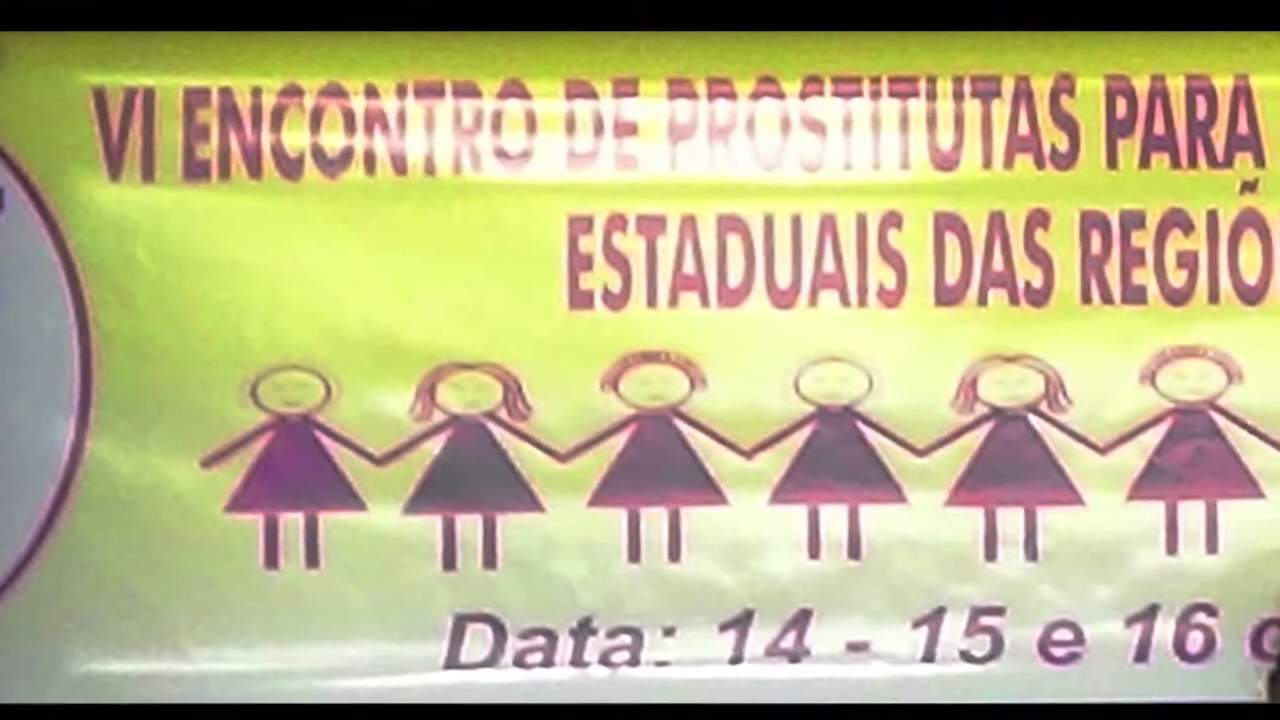 VI ENCONTRO DE PROSTITUTAS PARA
ESTADUAIS DAS REGIÕ
Data: 14 - 15 e 16